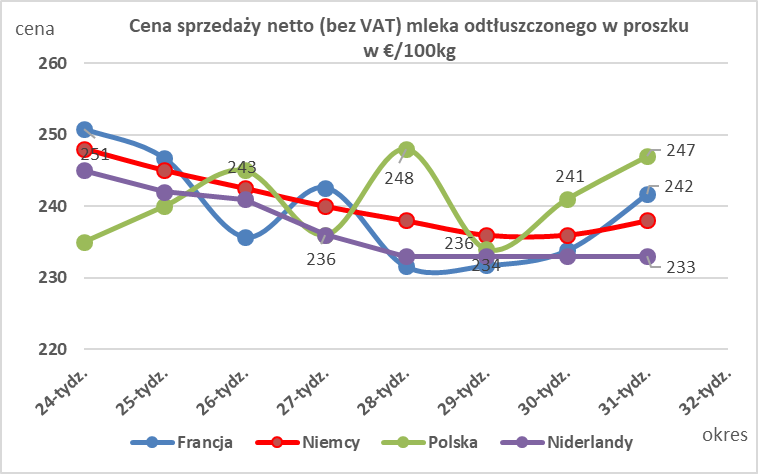 cena
Cena sprzedaży netto (bez VAT) mleka odtłuszczonego w proszku
w €/100kg
260
250
240
230
220
251
243
236
248
236
234
241
247
242
233
24-tydz.
25-tydz.
26-tydz.
27-tydz.
28-tydz.
29-tydz.
30-tydz.
31-tydz.
32-tydz.
okres
Francja
Niemcy
Polska
Niderlandy